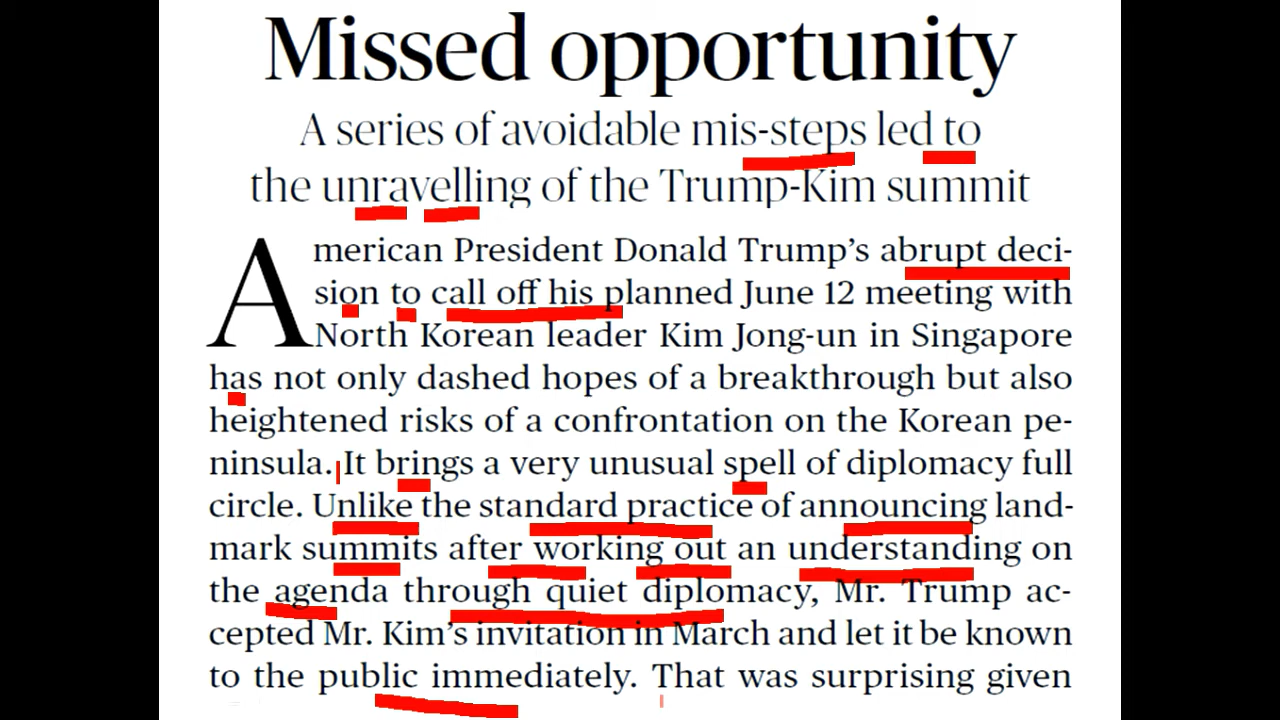 Missed opportunity
A series of avoidable mis-steps led to
the unravelling of the Trump-Kim summit
American President Donald Trump's abrupt deci-
sion to call off his planned June 12 meeting with
North Korean leader Kim Jong-un in Singapore
has not only dashed hopes of a breakthrough but also
heightened risks of a confrontation on the Korean pe-
ninsula. It brings a very unusual spell of diplomacy full
circle. Unlike the standard practice of announcing land-
mark summits after working out an understanding on
the agenda through quiet diplomacy, Mr. Trump ac-
cepted Mr. Kim's invitation in March and let it be known
to the public immediately. That was surprising given